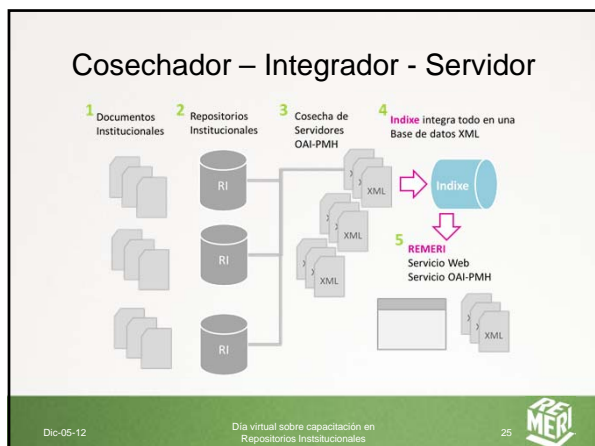 Cosechador – Integrador - Servidor
1 Documentos
Institucionales
2 Repositorios
Institucionales
3 Cosecha de
Servidores
OAI-PMH
4
Indixe integra todo en una
Base de datos XML
RI
RI
RI
XML
XML
XML
Indixe
5 REMERI
Servicio Web
Servicio OAI-PMH
XML
Dic-05-12
Día virtual sobre capacitación en
Repositorios Instsitucionales
25
REMERI